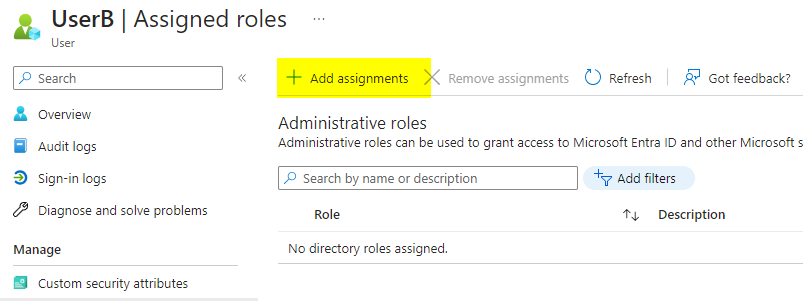 UserB | Assigned roles ...
User
Search
Overview
Audit logs
Sign-in logs
Diagnose and solve problems
Manage
Custom security attributes
Add assignments Remove assignments Refresh Got feedback?
Administrative roles
Administrative roles can be used to grant access to Microsoft Entra ID and other Microsoft s
Search by name or description Add filters
Role Description
No directory roles assigned.